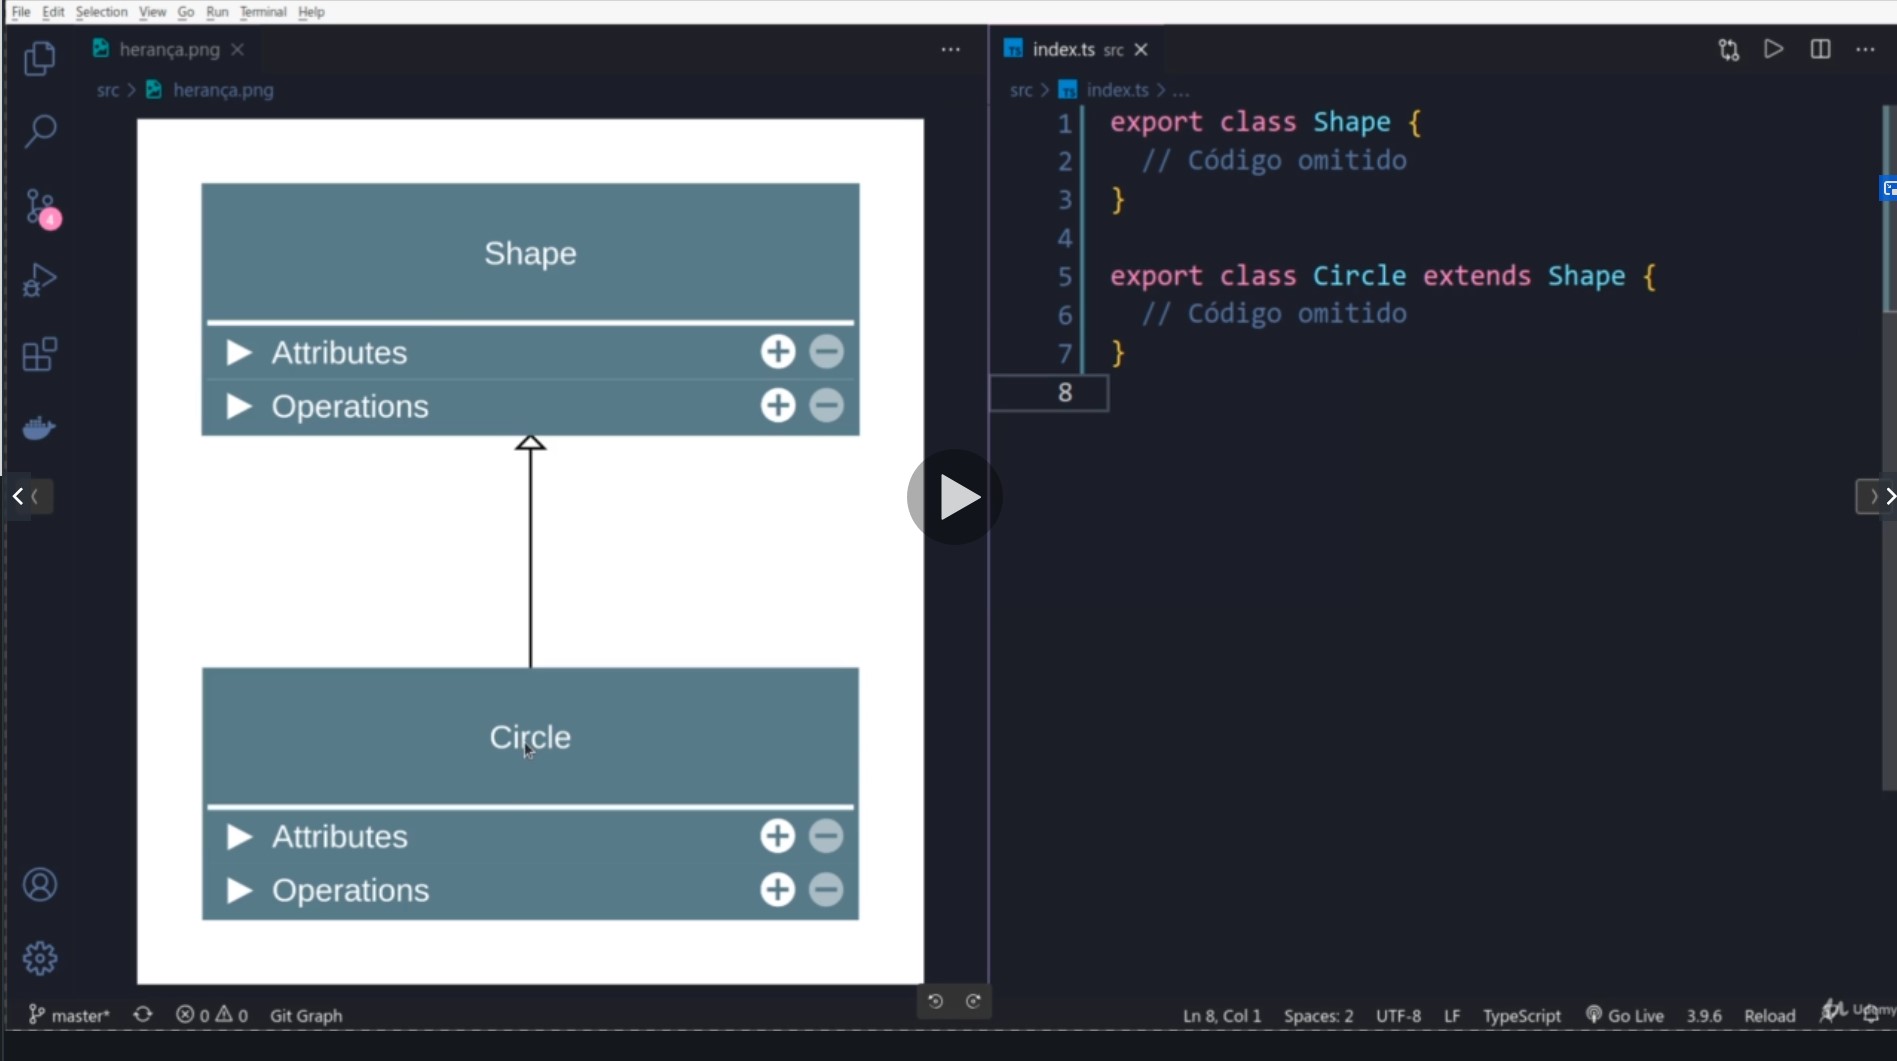 File Edit Selection View Go Run Terminal Help
herança.png
src > herança.png
Shape
Attributes
Operations
Circle
Attributes
Operations
index.ts src
src > TS index.ts > ...
1 export class Shape {
2 // Código omitido
3 }
4
5 export class Circle extends Shape {
6 // Código omitido
7 }
8
4
master* 0 0 Git Graph Ln 8, Col 1 Spaces: 2 UTF-8 LF TypeScript Go Live 3.9.6 Reload Udemy